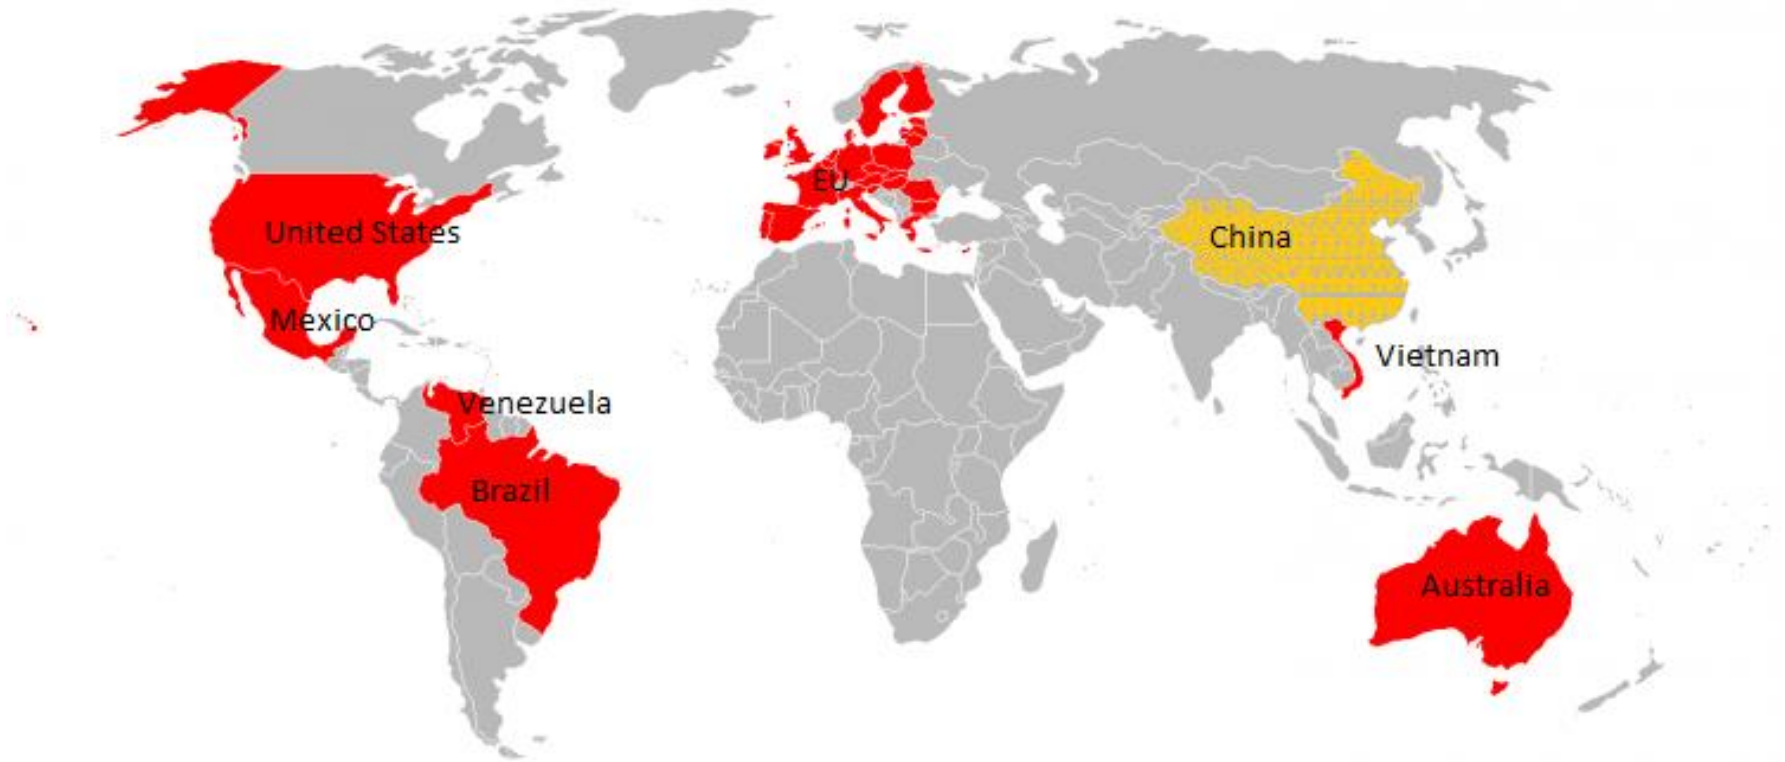 EU
United States
China
Mexico
Vietnam
Venezuela
Brazil
Australia